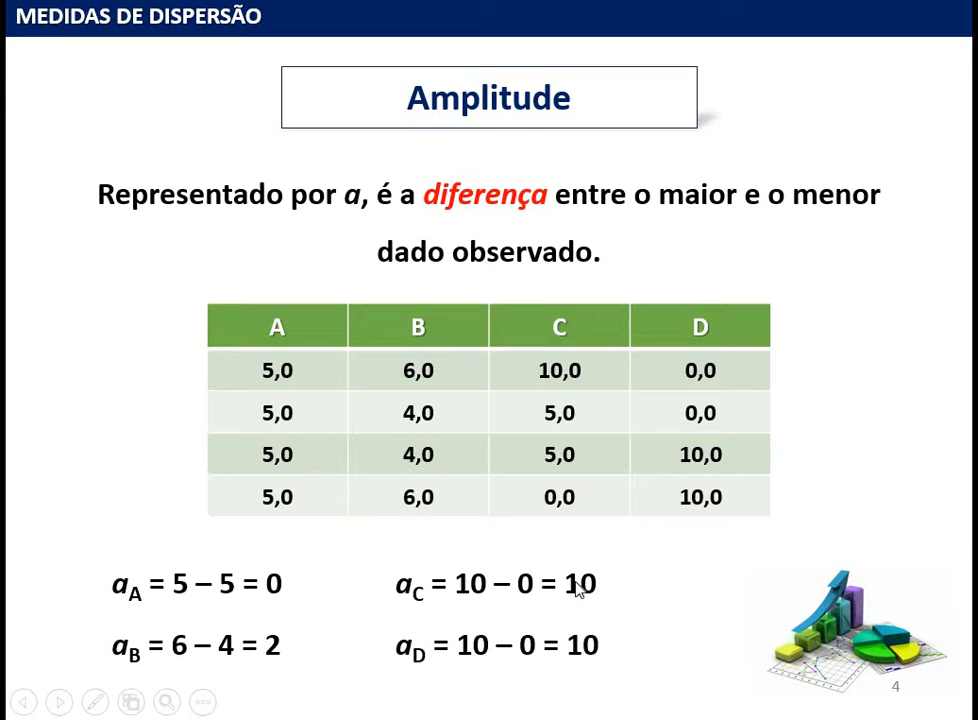 MEDIDAS DE DISPERSÃO
Amplitude
Representado por a, é a diferença entre o maior e o menor
dado observado.
A B C D
5,0 6,0 10,0 0,0
5,0 4,0 5,0 0,0
5,0 4,0 5,0 10,0
5,0 6,0 0,0 10,0
aA = 5 – 5 = 0 aC = 10 – 0 = 10
aB = 6 – 4 = 2 aD = 10 – 0 = 10
4